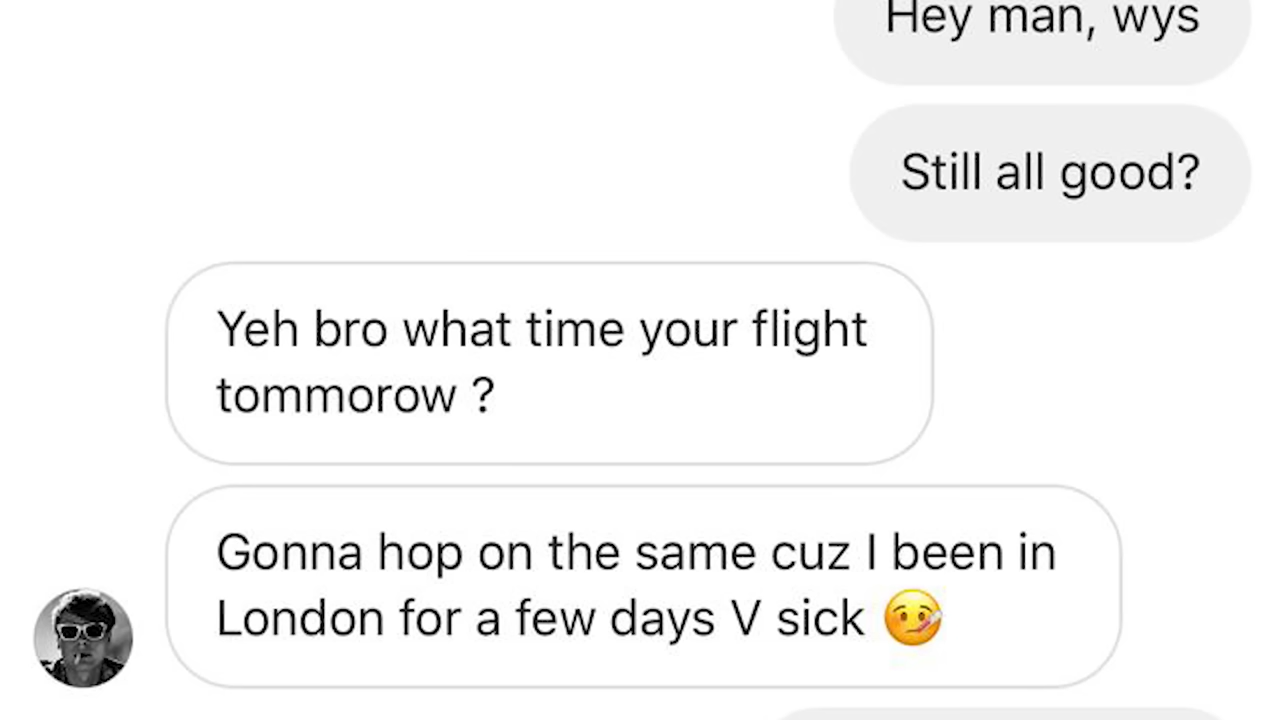 Hey man, wys
Still all good?
Yeh bro what time your flight
tommorow ?
Gonna hop on the same cuz I been in
London for a few days V sick 🤒